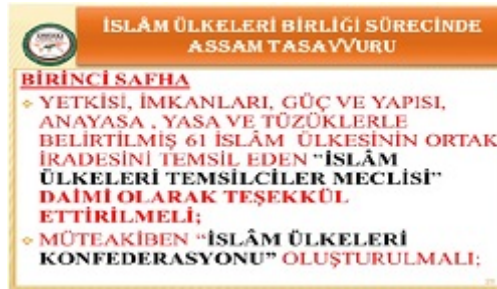 İSLÂM ÜLKELERİ BİRLİĞİ SÜRECİNDE
ASSAM TASAVVURU
BİRİNCİ SAFHA
YETKİSİ, İMKANLARI, GÜÇ VE YAPISI,
ANAYASA , YASA VE TÜZÜKLERLE
BELİRTİLMİŞ 61 İSLÂM ÜLKESİNİN ORTAK
İRADESİNİ TEMSİL EDEN “İSLÂM
ÜLKELERİ TEMSİLCİLER MECLİSİ”
DAİMİ OLARAK TEŞEKKÜL
ETTİRİLMELİ;
MÜTEAKİBEN “İSLÂM ÜLKELERİ
KONFEDERASYONU” OLUŞTURULMALI;